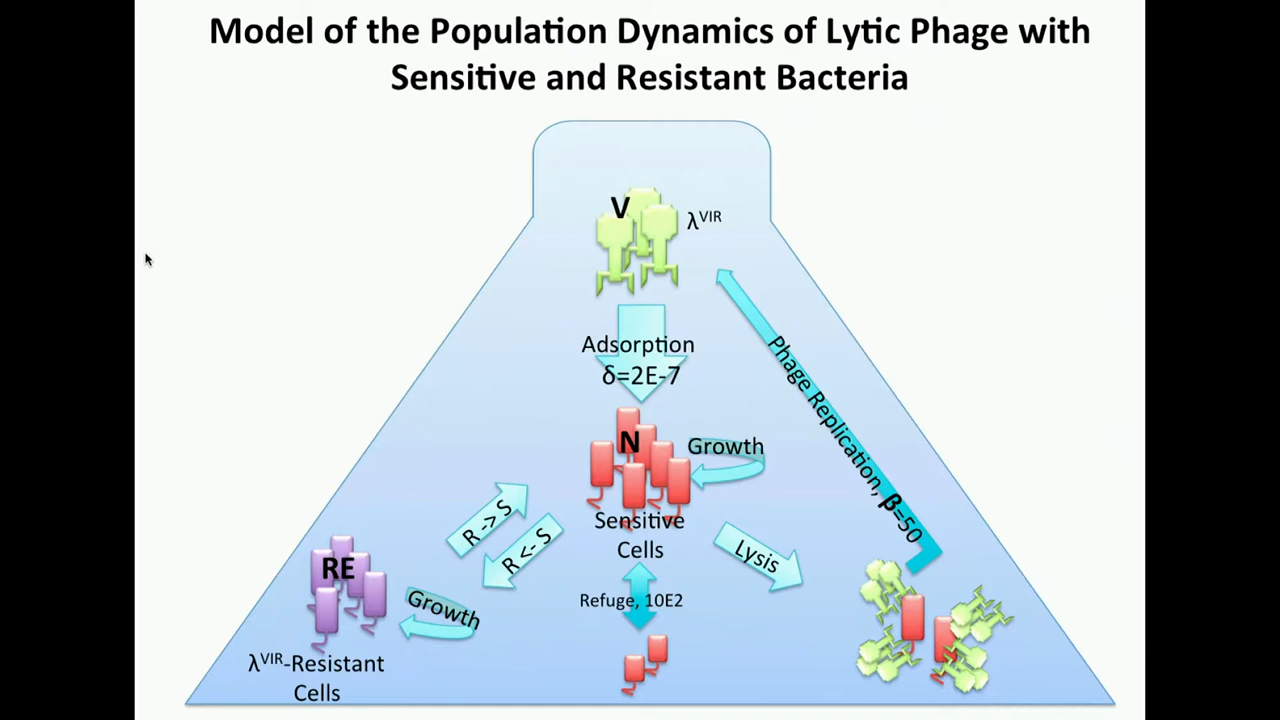 Model of the Population Dynamics of Lytic Phage with
Sensitive and Resistant Bacteria
V
λVIR
Adsorption
δ=2E-7
Phage Replication, β=50
N
Growth
Sensitive
Cells
R -> S
R <- S
Lysis
RE
Growth
Refuge, 10E2
λVIR-Resistant
Cells